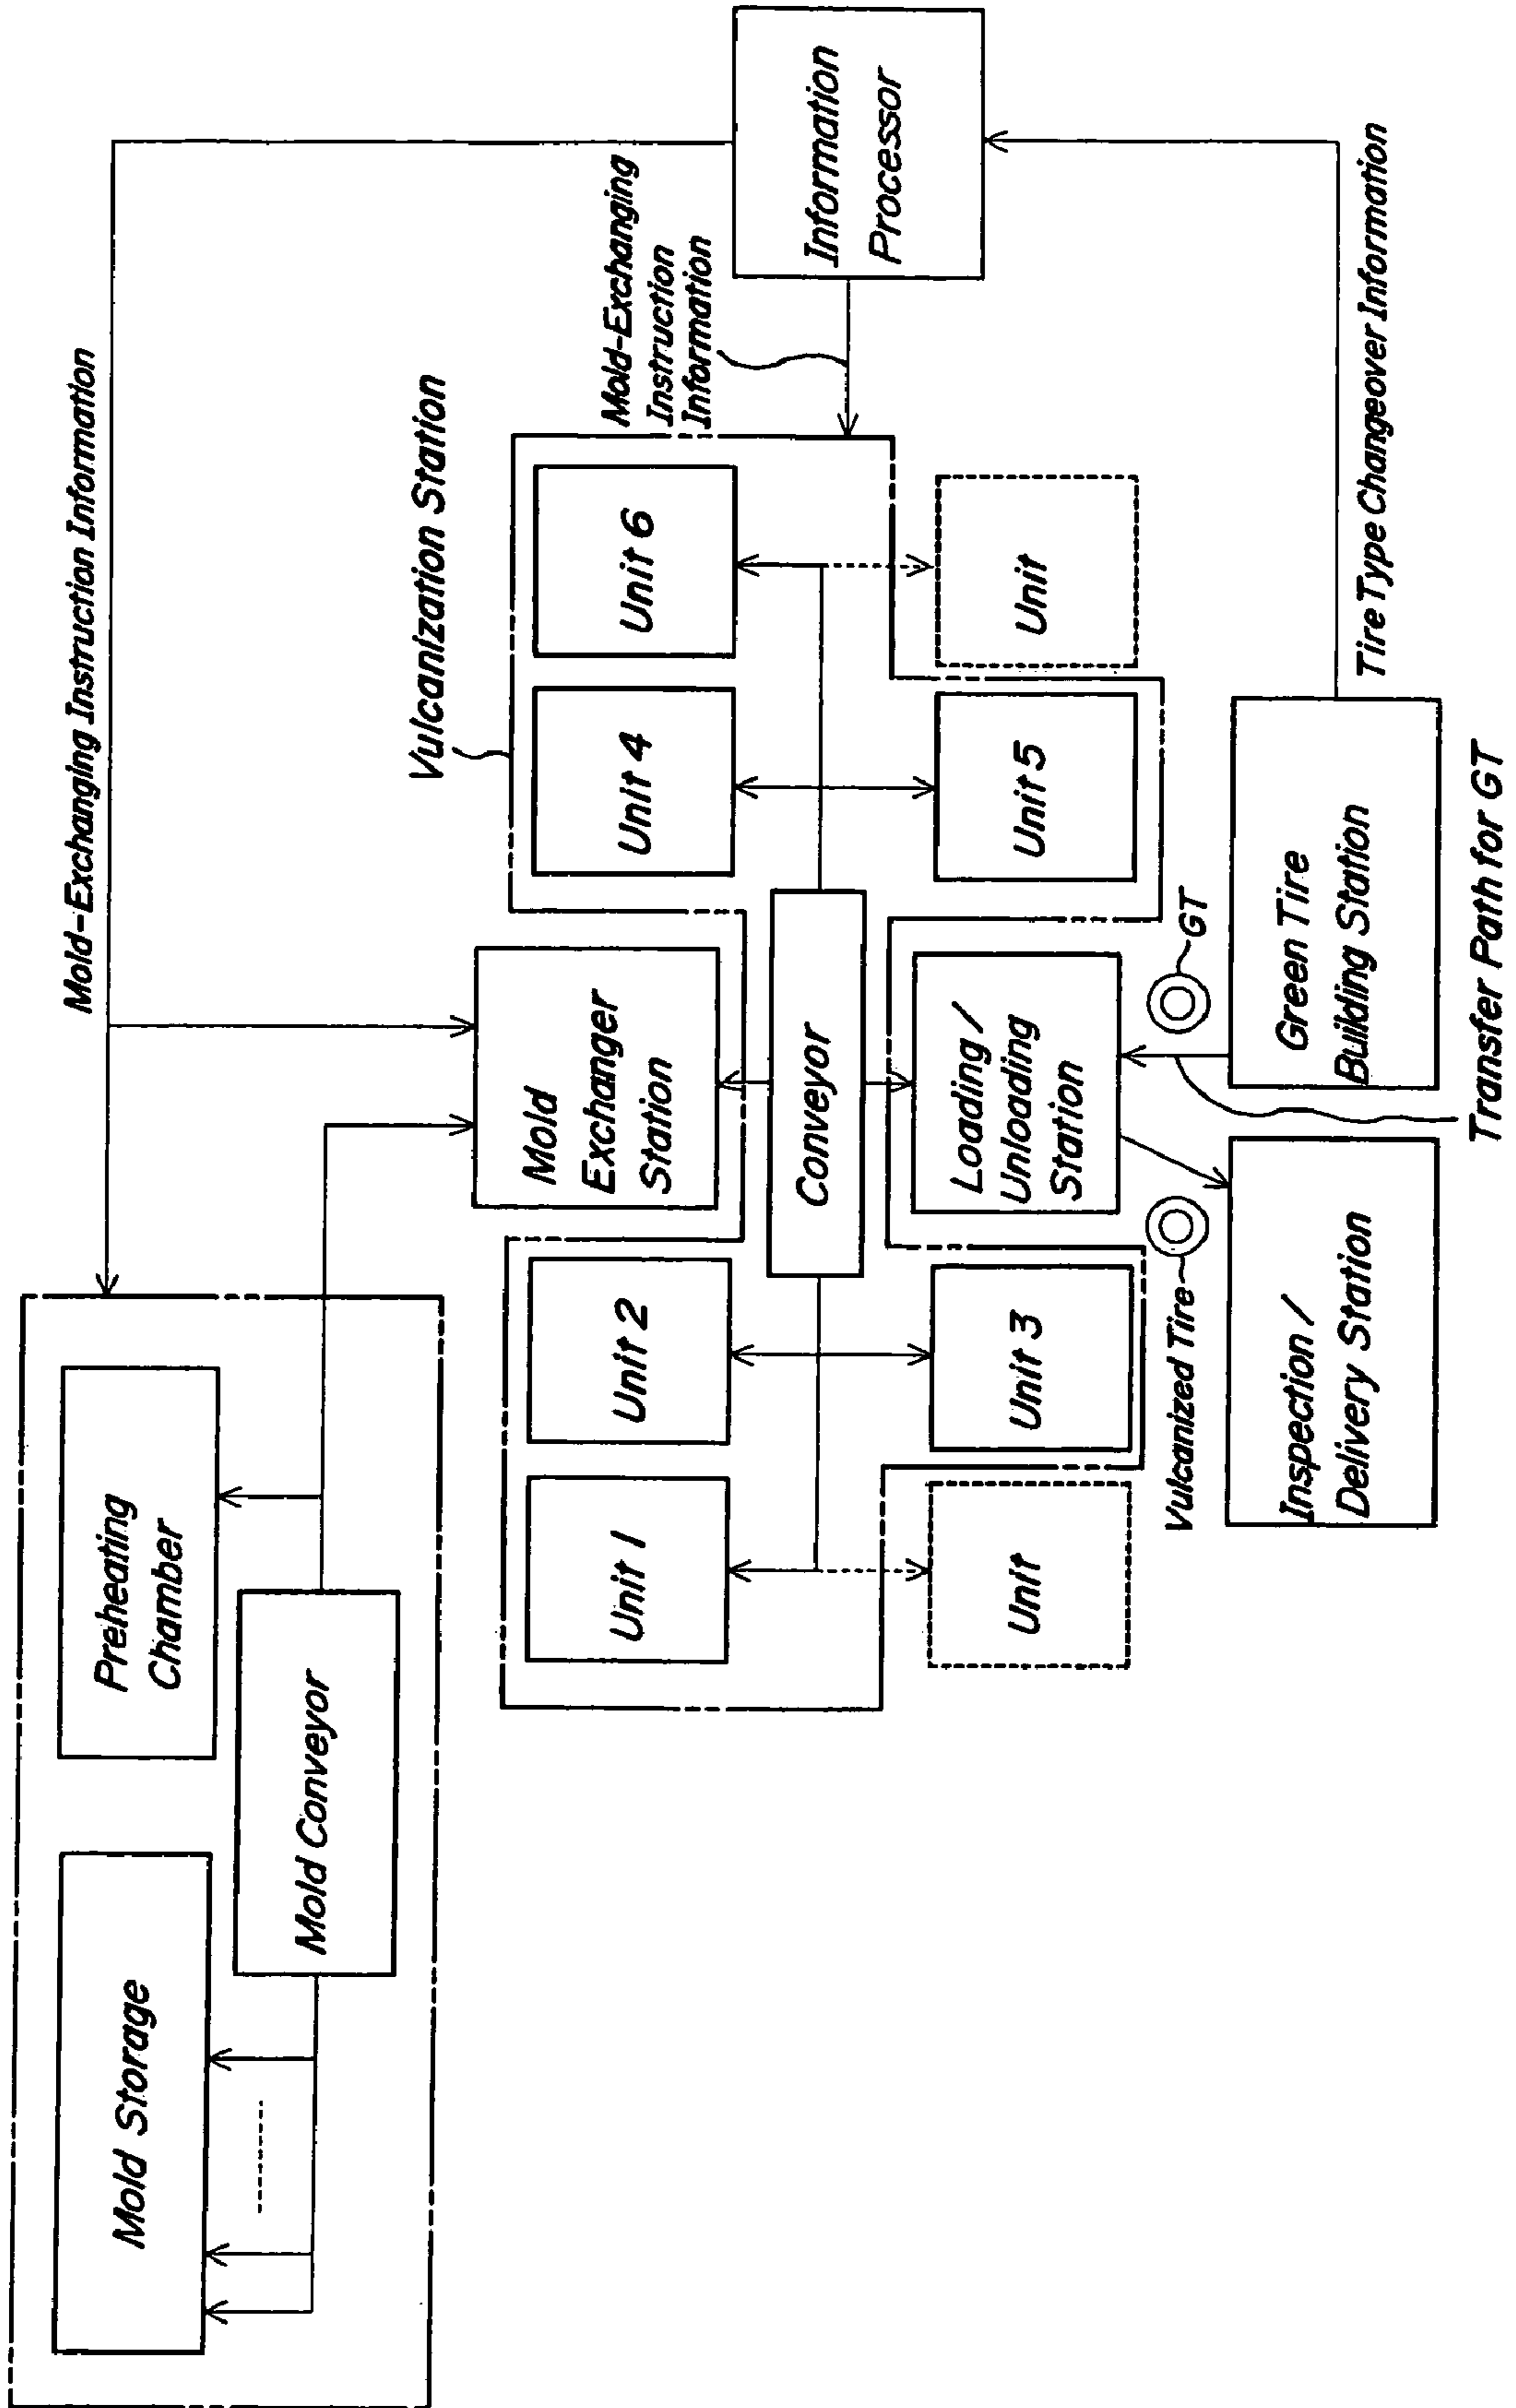 Mold-Exchanging Instruction Information
Mold Storage
Preheating
Chamber
Mold Conveyor
Vulcanization Station
Mold-Exchanging
Instruction
Information
Information
Processor
Mold
Exchanger
Station
Unit 1
Unit 2
Unit 4
Unit 6
Conveyor
Unit
Unit 3
Loading /
Unloading
Station
Unit 5
Unit
Vulcanized Tire
GT
Inspection /
Delivery Station
Green Tire
Building Station
Tire Type Changeover Information
Transfer Path for GT